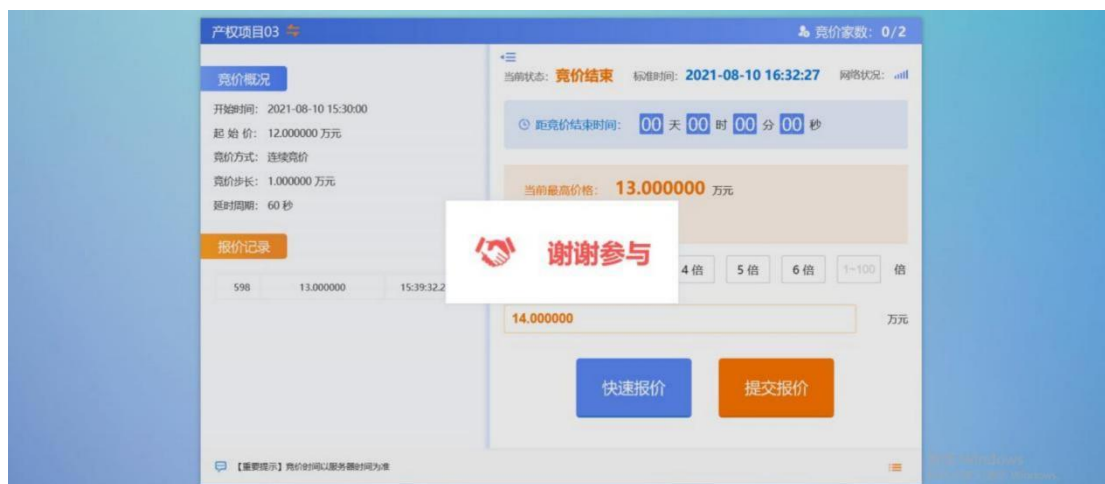 产权项目03
竞价家数: 0/2
竞价概况
开始时间: 2021-08-10 15:30:00
起 始 价: 12.000000 万元
竞价方式: 连续竞价
竞价步长: 1.000000 万元
延时周期: 60 秒
报价记录
598 13.000000 15:39:32.2
当前状态: 竞价结束 标准时间: 2021-08-10 16:32:27 网络状况:
距竞价结束时间: 00 天 00 时 00 分 00 秒
当前最高价格: 13.000000 万元
谢谢参与
4 倍 5 倍 6 倍 1~100 倍
14.000000 万元
快速报价 提交报价
【重要提示】竞价时间以服务器时间为准